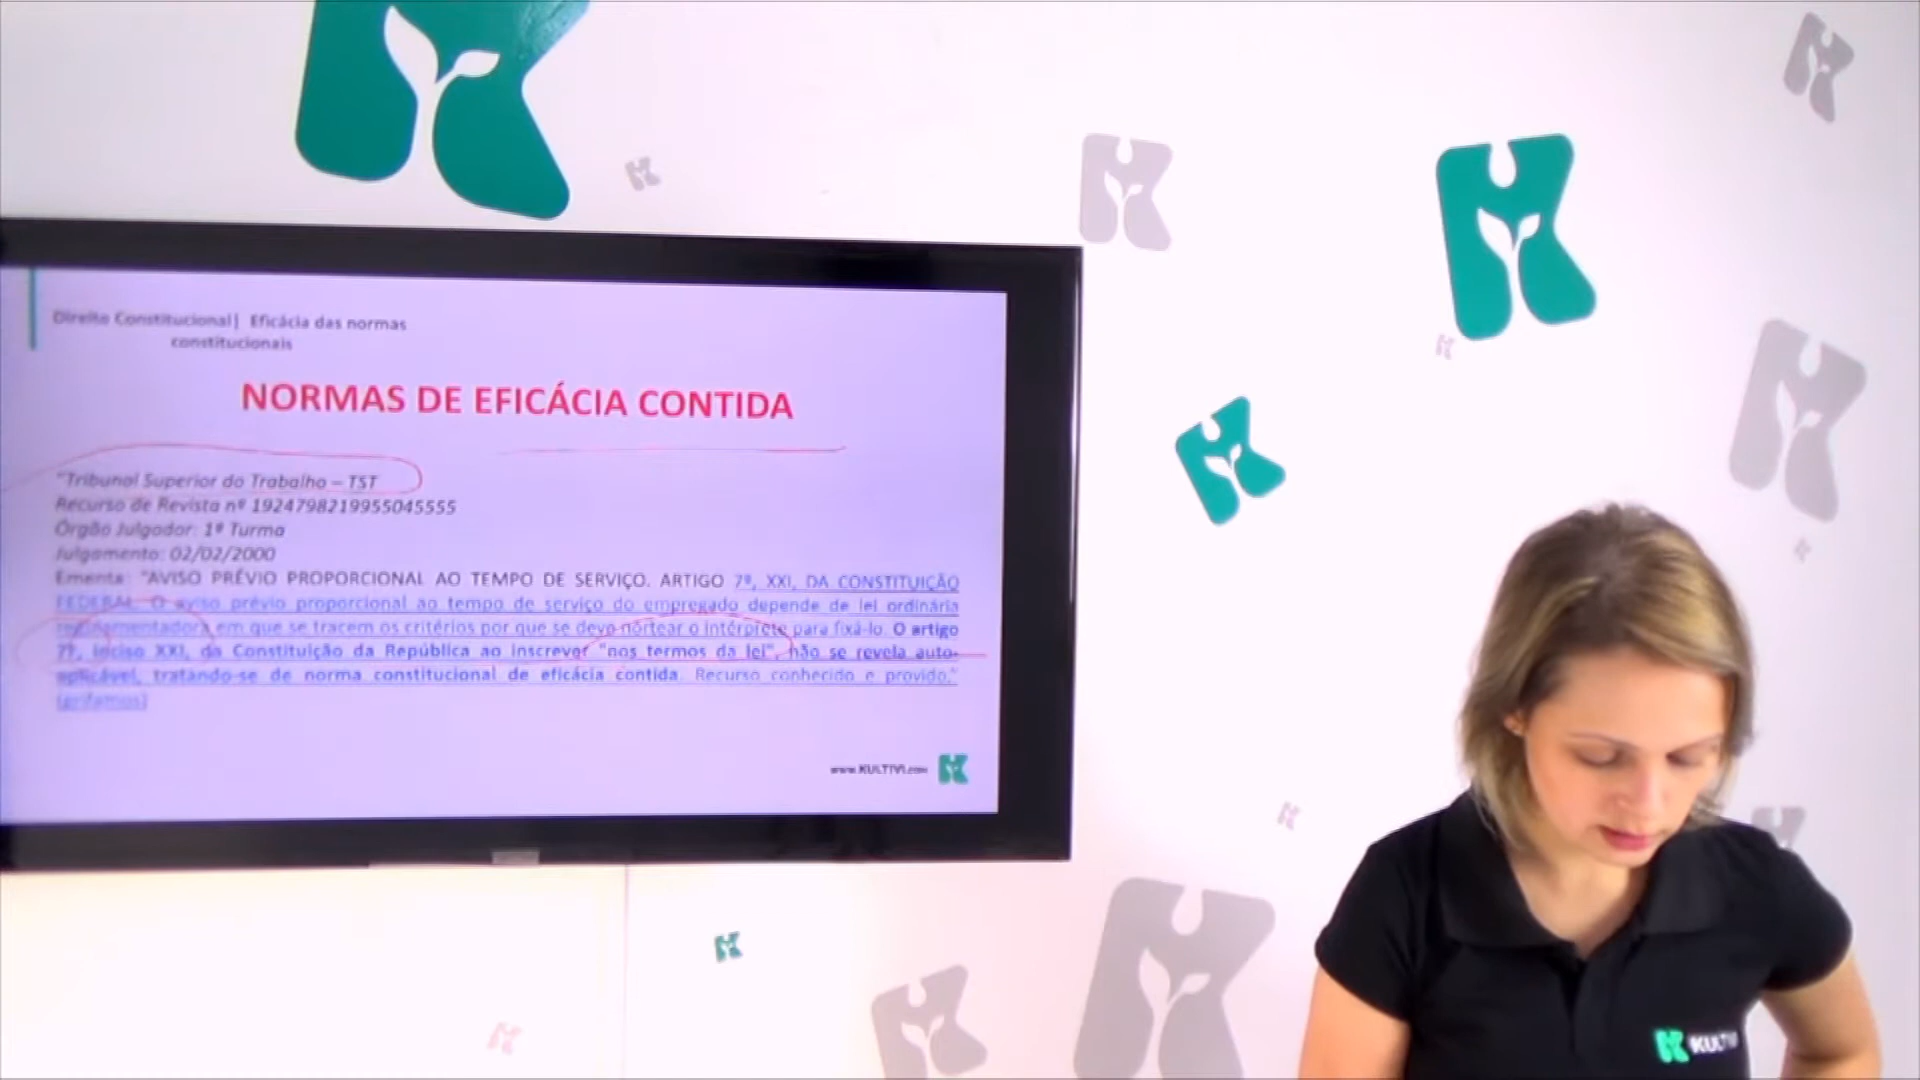 Direito Constitucional| Eficácia das normas
constitucionais
NORMAS DE EFICÁCIA CONTIDA
"Tribunal Superior do Trabalho – TST
Recurso de Revista nº 1924798219955045555
Órgão Julgador: 1ª Turma
Julgamento: 02/02/2000
Ementa: "AVISO PRÉVIO PROPORCIONAL AO TEMPO DE SERVIÇO. ARTIGO 7º, XXI, DA CONSTITUIÇÃO
FEDERAL. O aviso prévio proporcional ao tempo de serviço do empregado depende de lei ordinária
regulamentadora em que se tracem os critérios por que se deve nortear o intérprete para fixá-lo. O artigo
7º, inciso XXI, da Constituição da República ao inscrever "nos termos da lei", não se revela auto-
aplicável, tratando-se de norma constitucional de eficácia contida. Recurso conhecido e provido."
(grifamos)
www.KULTIVI.com
KULTIVI